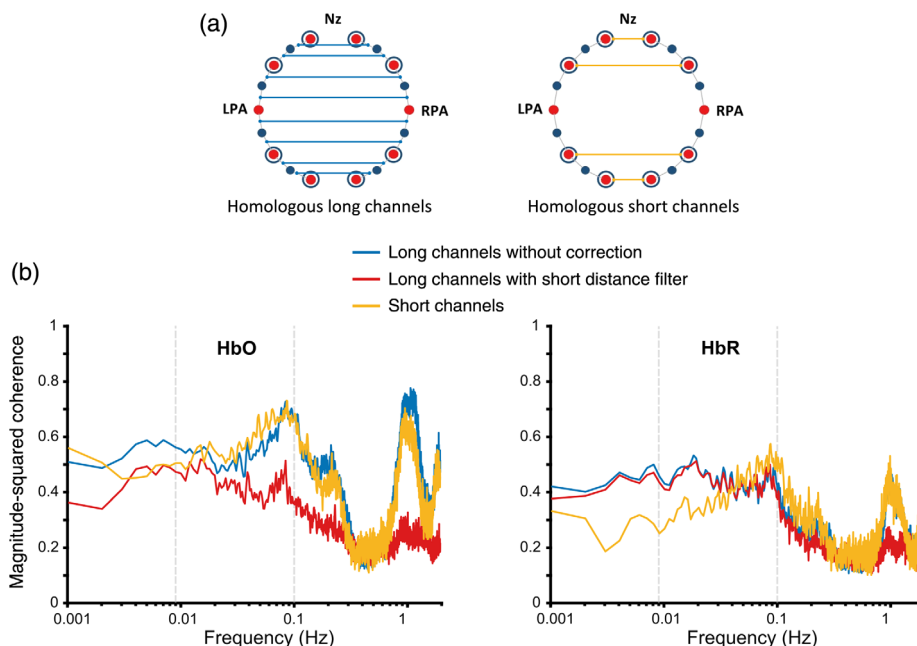 (a)
Nz
Nz
LPA
RPA
LPA
RPA
Homologous long channels
Homologous short channels
(b)
Long channels without correction
Long channels with short distance filter
Short channels
Magnitude-squared coherence
HbO
1
0.8
0.6
0.4
0.2
0
0.001
0.01
0.1
1
Frequency (Hz)
HbR
1
0.8
0.6
0.4
0.2
0
0.001
0.01
0.1
1
Frequency (Hz)